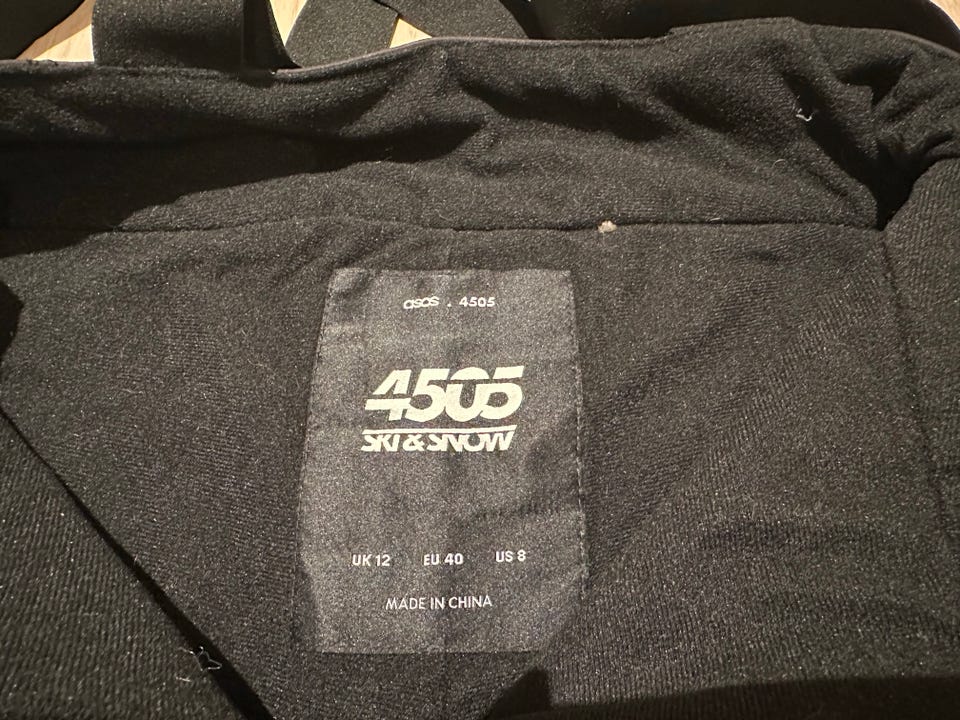 asos . 4505
4505
SKI & SNOW
UK 12 EU 40 US 8
MADE IN CHINA